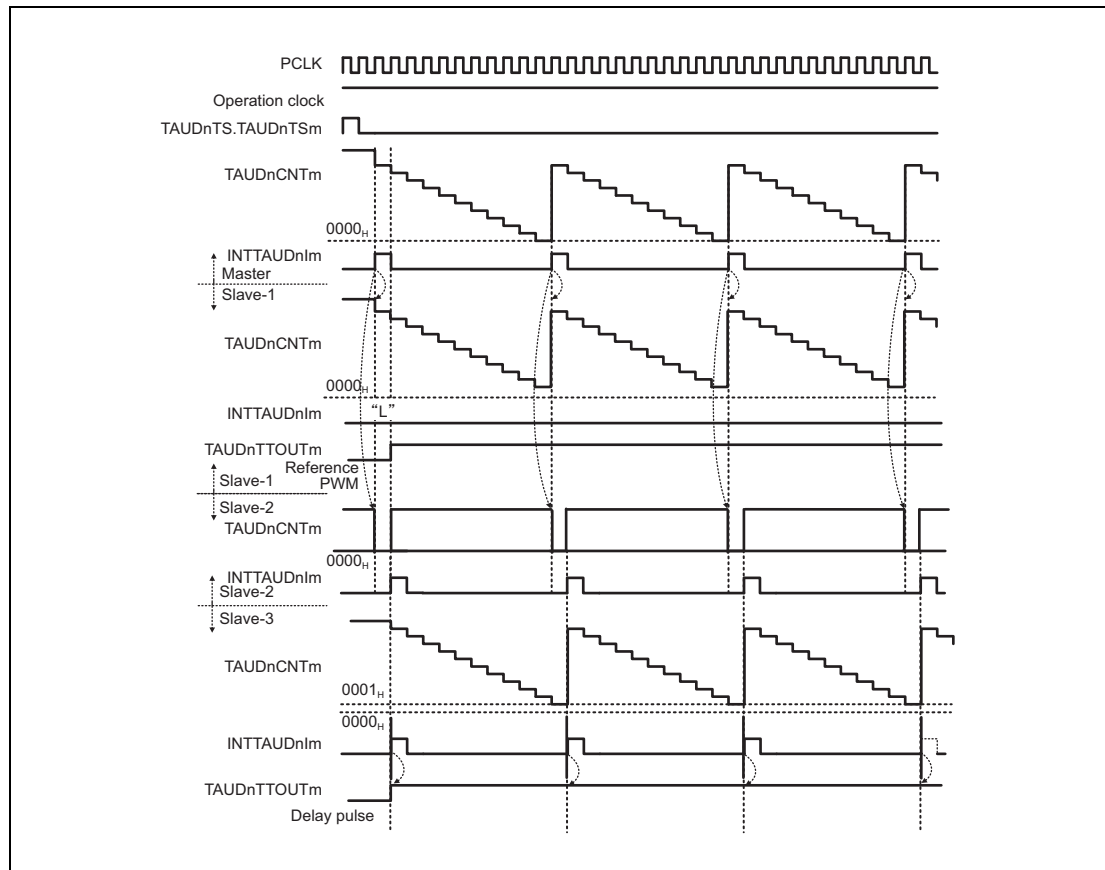 PCLK
Operation clock
TAUDnTS.TAUDnTSm
TAUDnCNTm
0000H
INTTAUDnIm
Master
Slave-1
TAUDnCNTm
0000H
INTTAUDnIm
“L”
TAUDnTTOUTm
Reference
PWM
Slave-1
Slave-2
TAUDnCNTm
0000H
INTTAUDnIm
Slave-2
Slave-3
TAUDnCNTm
0001H
0000H
INTTAUDnIm
TAUDnTTOUTm
Delay pulse